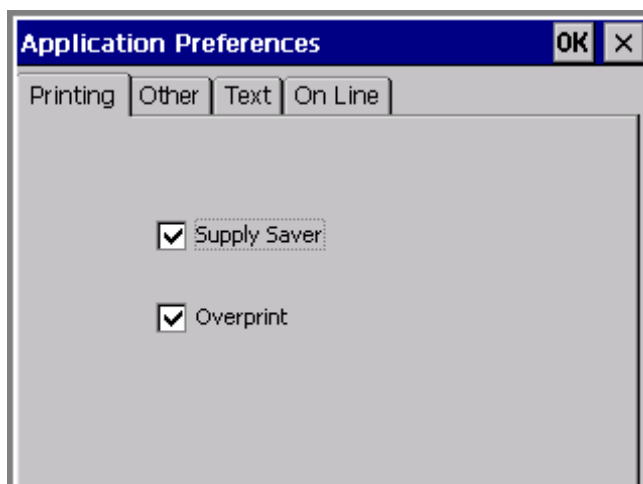 Application Preferences OK ×
Printing Other Text On Line
Supply Saver
Overprint